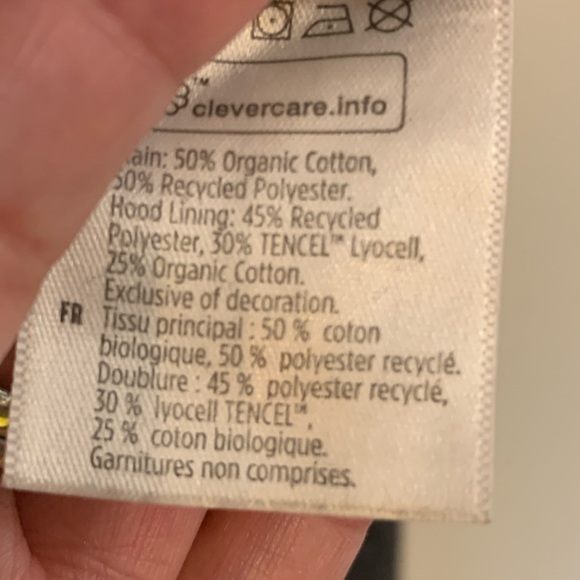 ™
clevercare.info
ain: 50% Organic Cotton,
50% Recycled Polyester.
Hood Lining: 45% Recycled
Polyester, 30% TENCEL™ Lyocell,
25% Organic Cotton.
Exclusive of decoration.
FR Tissu principal : 50 % coton
biologique, 50 % polyester recyclé.
Doublure : 45 % polyester recyclé,
30 % lyocell TENCEL™,
25 % coton biologique.
Garnitures non comprises.